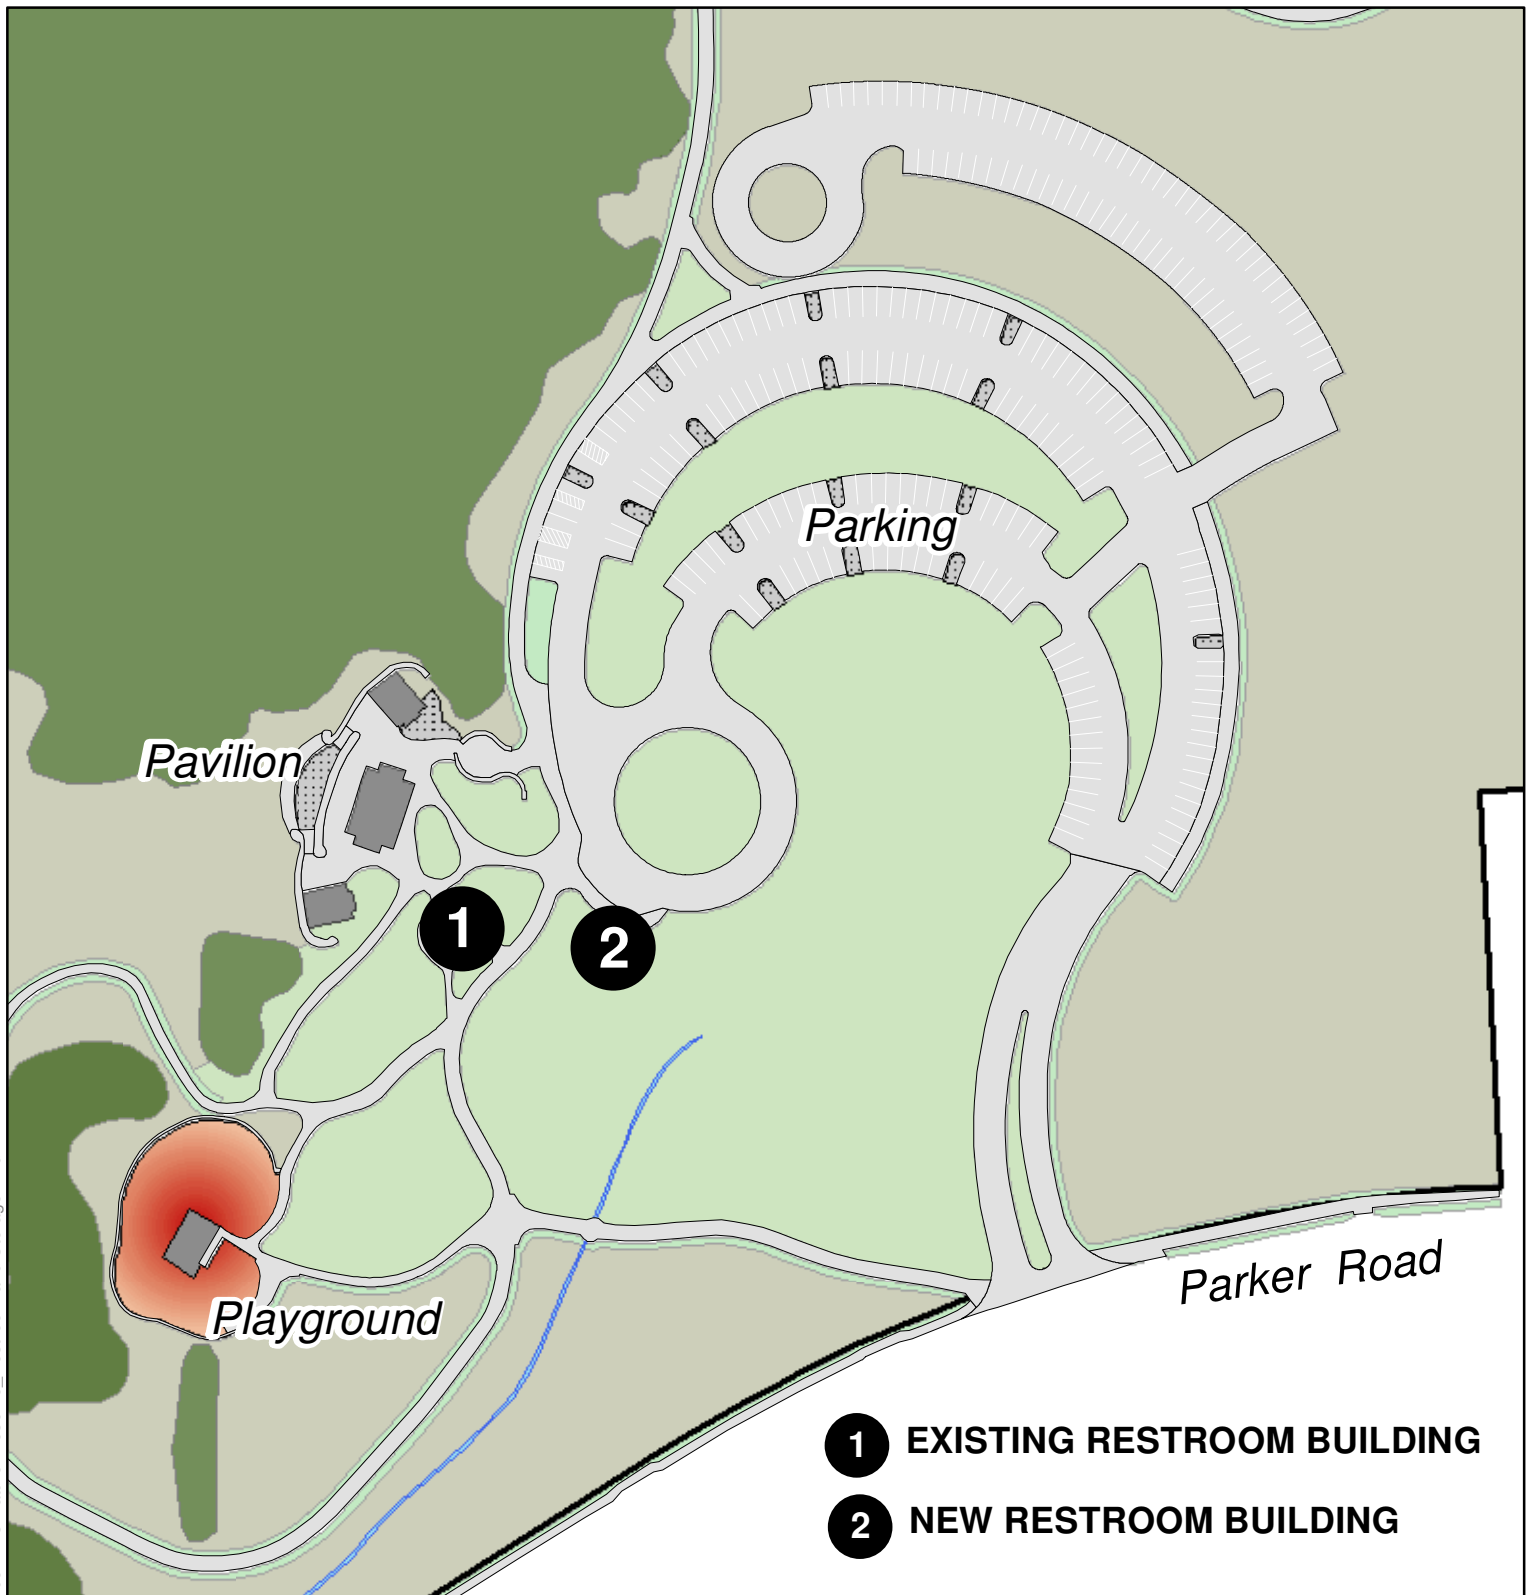 Parking
Pavilion
1
2
Playground
Parker Road
1 EXISTING RESTROOM BUILDING
2 NEW RESTROOM BUILDING